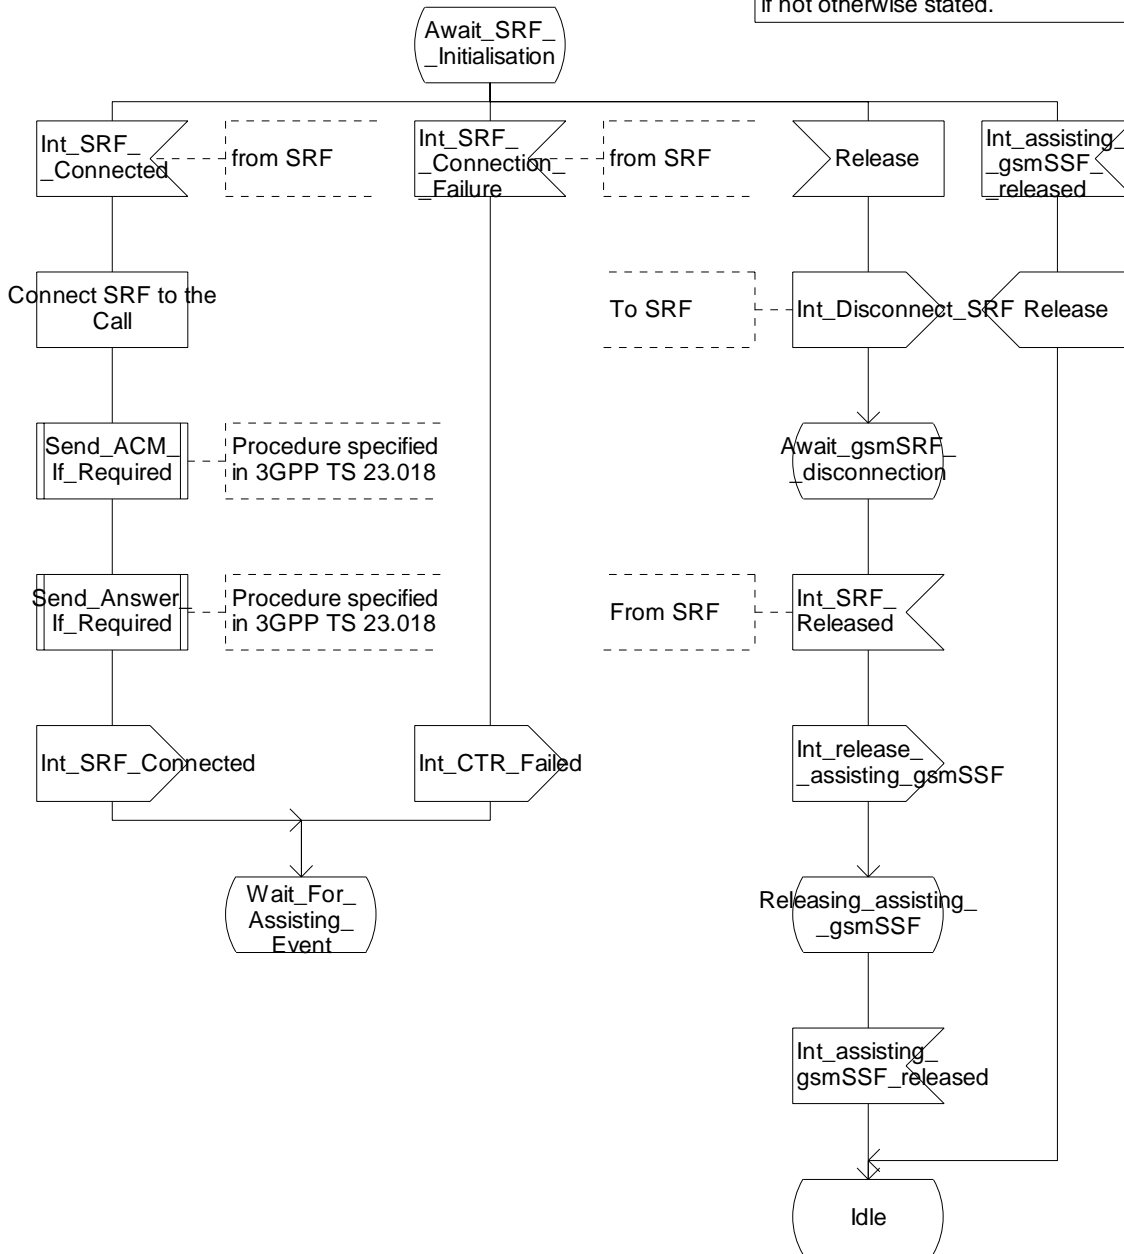 if not otherwise stated.
Await_SRF_
_Initialisation
Int_SRF_
_Connected
from SRF
Int_SRF_
_Connection_
_Failure
from SRF
Release
Int_assisting_
_gsmSSF_
_released
Connect SRF to the
Call
To SRF
Int_Disconnect_SRF
Release
Send_ACM_
If_Required
Procedure specified
in 3GPP TS 23.018
Await_gsmSRF_
_disconnection
Send_Answer_
If_Required
Procedure specified
in 3GPP TS 23.018
From SRF
Int_SRF_
Released
Int_SRF_Connected
Int_CTR_Failed
Int_release_
_assisting_gsmSSF
Wait_For_
Assisting_
Event
Releasing_assisting_
_gsmSSF
Int_assisting_
gsmSSF_released
Idle